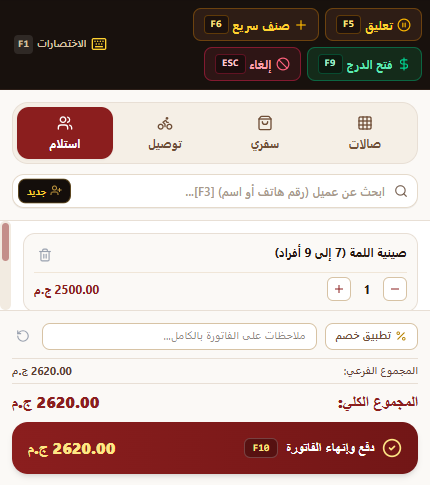 تعليق F5
صنف سريع F6
الاختصارات F1
فتح الدرج F9
إلغاء ESC
صالات
سفري
توصيل
استلام
ابحث عن عميل (رقم هاتف أو اسم) [F3]...
جديد
صينية اللمة (7 إلى 9 أفراد)
1
2500.00 ج.م
تطبيق خصم
ملاحظات على الفاتورة بالكامل...
المجموع الفرعي: 2620.00 ج.م
المجموع الكلي: 2620.00 ج.م
دفع وإنهاء الفاتورة F10 2620.00 ج.م